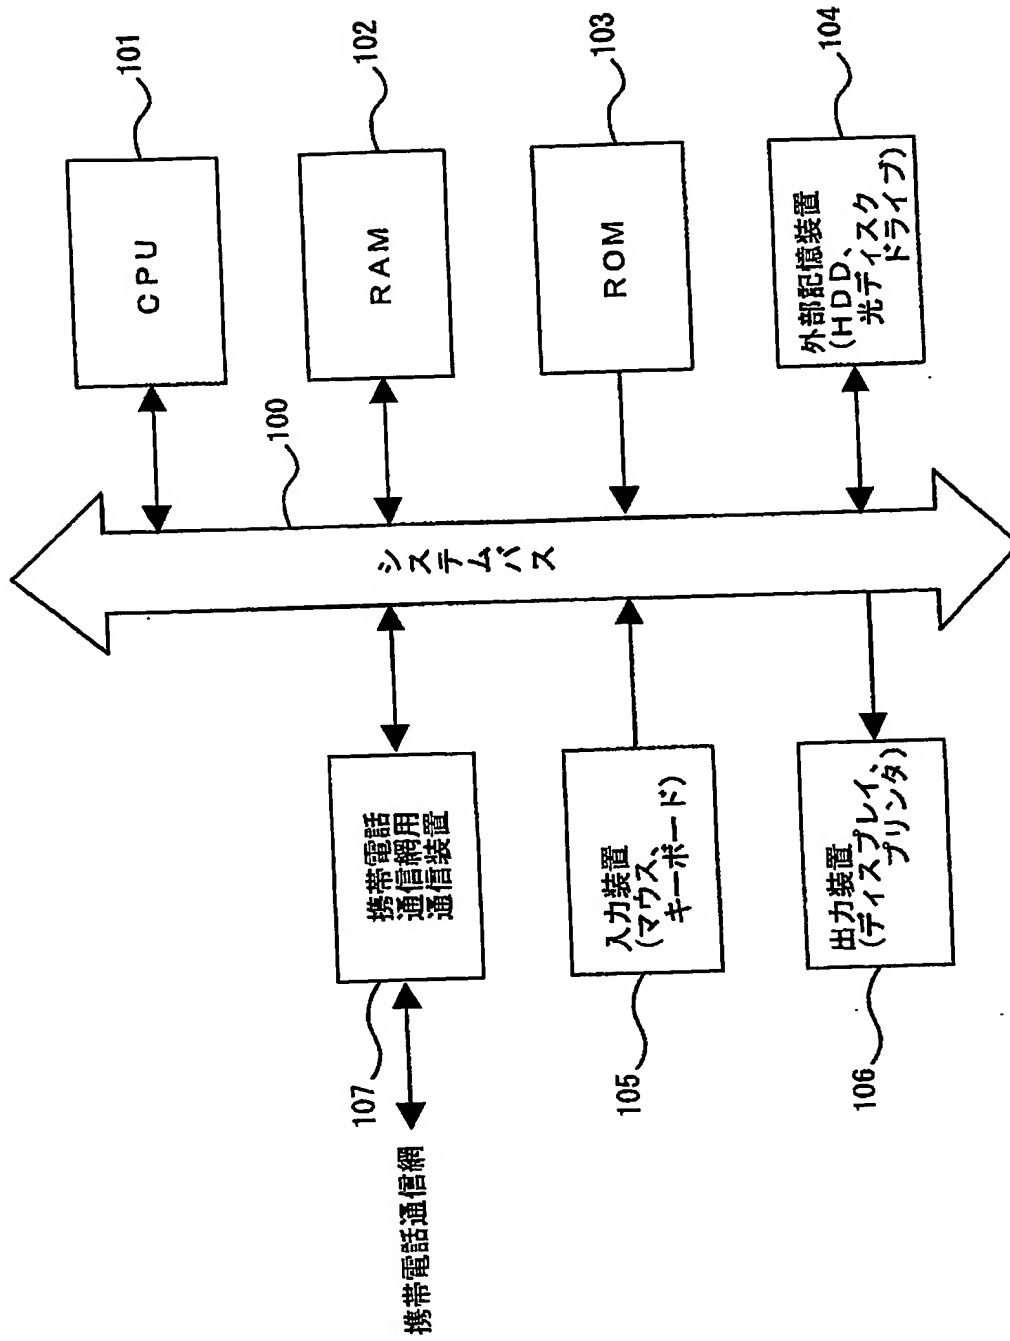 101
CPU
102
RAM
103
ROM
104
外部記憶装置
(HDD、
光ディスク
ドライブ)
100
システムバス
携帯電話
通信網用
通信装置
107
入力装置
(マウス、
キーボード)
105
出力装置
(ディスプレイ、
プリンタ)
106
携帯電話通信網